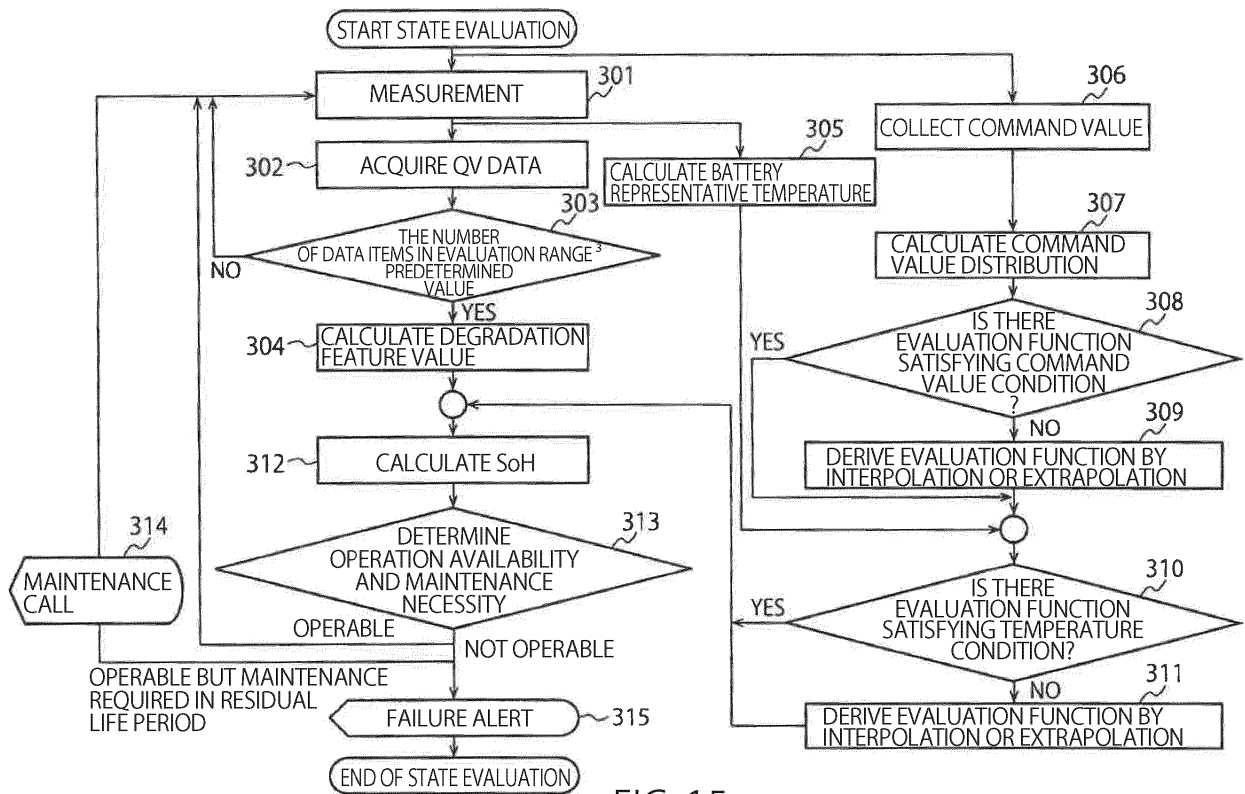 START STATE EVALUATION
MEASUREMENT
301
ACQUIRE QV DATA
302
303
THE NUMBER
OF DATA ITEMS IN EVALUATION RANGE 3
PREDETERMINED
VALUE
NO
YES
304
CALCULATE DEGRADATION
FEATURE VALUE
305
CALCULATE BATTERY
REPRESENTATIVE TEMPERATURE
306
COLLECT COMMAND VALUE
307
CALCULATE COMMAND
VALUE DISTRIBUTION
308
IS THERE
EVALUATION FUNCTION
SATISFYING COMMAND
VALUE CONDITION
?
YES
NO
309
DERIVE EVALUATION FUNCTION BY
INTERPOLATION OR EXTRAPOLATION
310
IS THERE
EVALUATION FUNCTION
SATISFYING TEMPERATURE
CONDITION?
YES
NO
311
DERIVE EVALUATION FUNCTION BY
INTERPOLATION OR EXTRAPOLATION
312
CALCULATE SoH
313
DETERMINE
OPERATION AVAILABILITY
AND MAINTENANCE
NECESSITY
314
MAINTENANCE
CALL
OPERABLE
NOT OPERABLE
OPERABLE BUT MAINTENANCE
REQUIRED IN RESIDUAL
LIFE PERIOD
FAILURE ALERT
315
END OF STATE EVALUATION